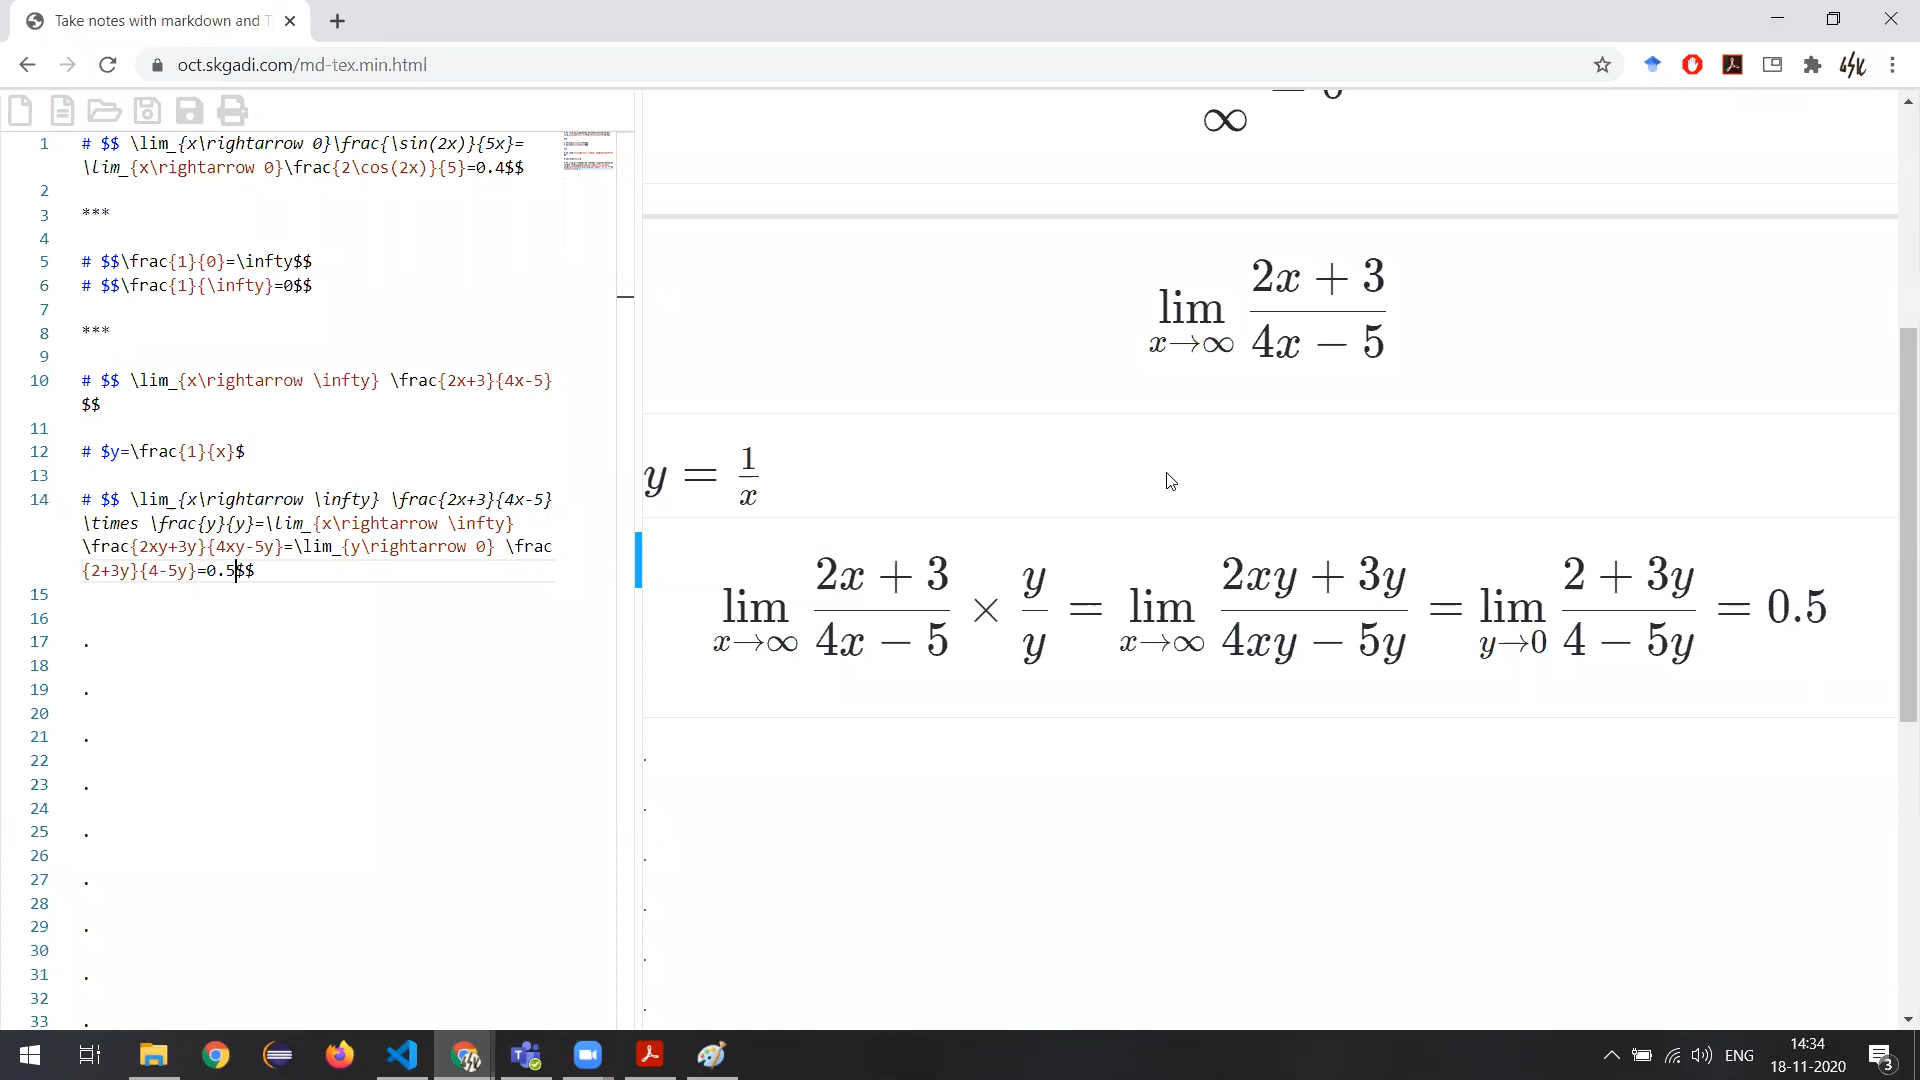 Take notes with markdown and T
oct.skgadi.com/md-tex.min.html
1 # $$ \lim_{x\rightarrow 0}\frac{\sin(2x)}{5x}=
\lim_{x\rightarrow 0}\frac{2\cos(2x)}{5}=0.4$$
2
3 ***
4
5 # $$\frac{1}{0}=\infty$$
6 # $$\frac{1}{\infty}=0$$
7
8 ***
9
10 # $$ \lim_{x\rightarrow \infty} \frac{2x+3}{4x-5}
$$
11
12 # $y=\frac{1}{x}$
13
14 # $$ \lim_{x\rightarrow \infty} \frac{2x+3}{4x-5}
\times \frac{y}{y}=\lim_{x\rightarrow \infty}
\frac{2xy+3y}{4xy-5y}=\lim_{y\rightarrow 0} \frac
{2+3y}{4-5y}=0.5$$
15
16
17 .
18
19 .
20
21 .
22
23 .
24
25 .
26
27 .
28
29 .
30
31 .
32
33 .
∞
lim x→∞ (2x + 3)/(4x − 5)
y = 1/x
lim x→∞ (2x + 3)/(4x − 5) × y/y = lim x→∞ (2xy + 3y)/(4xy − 5y) = lim y→0 (2 + 3y)/(4 − 5y) = 0.5
.
.
.
.
.
.
ENG
14:34
18-11-2020
3